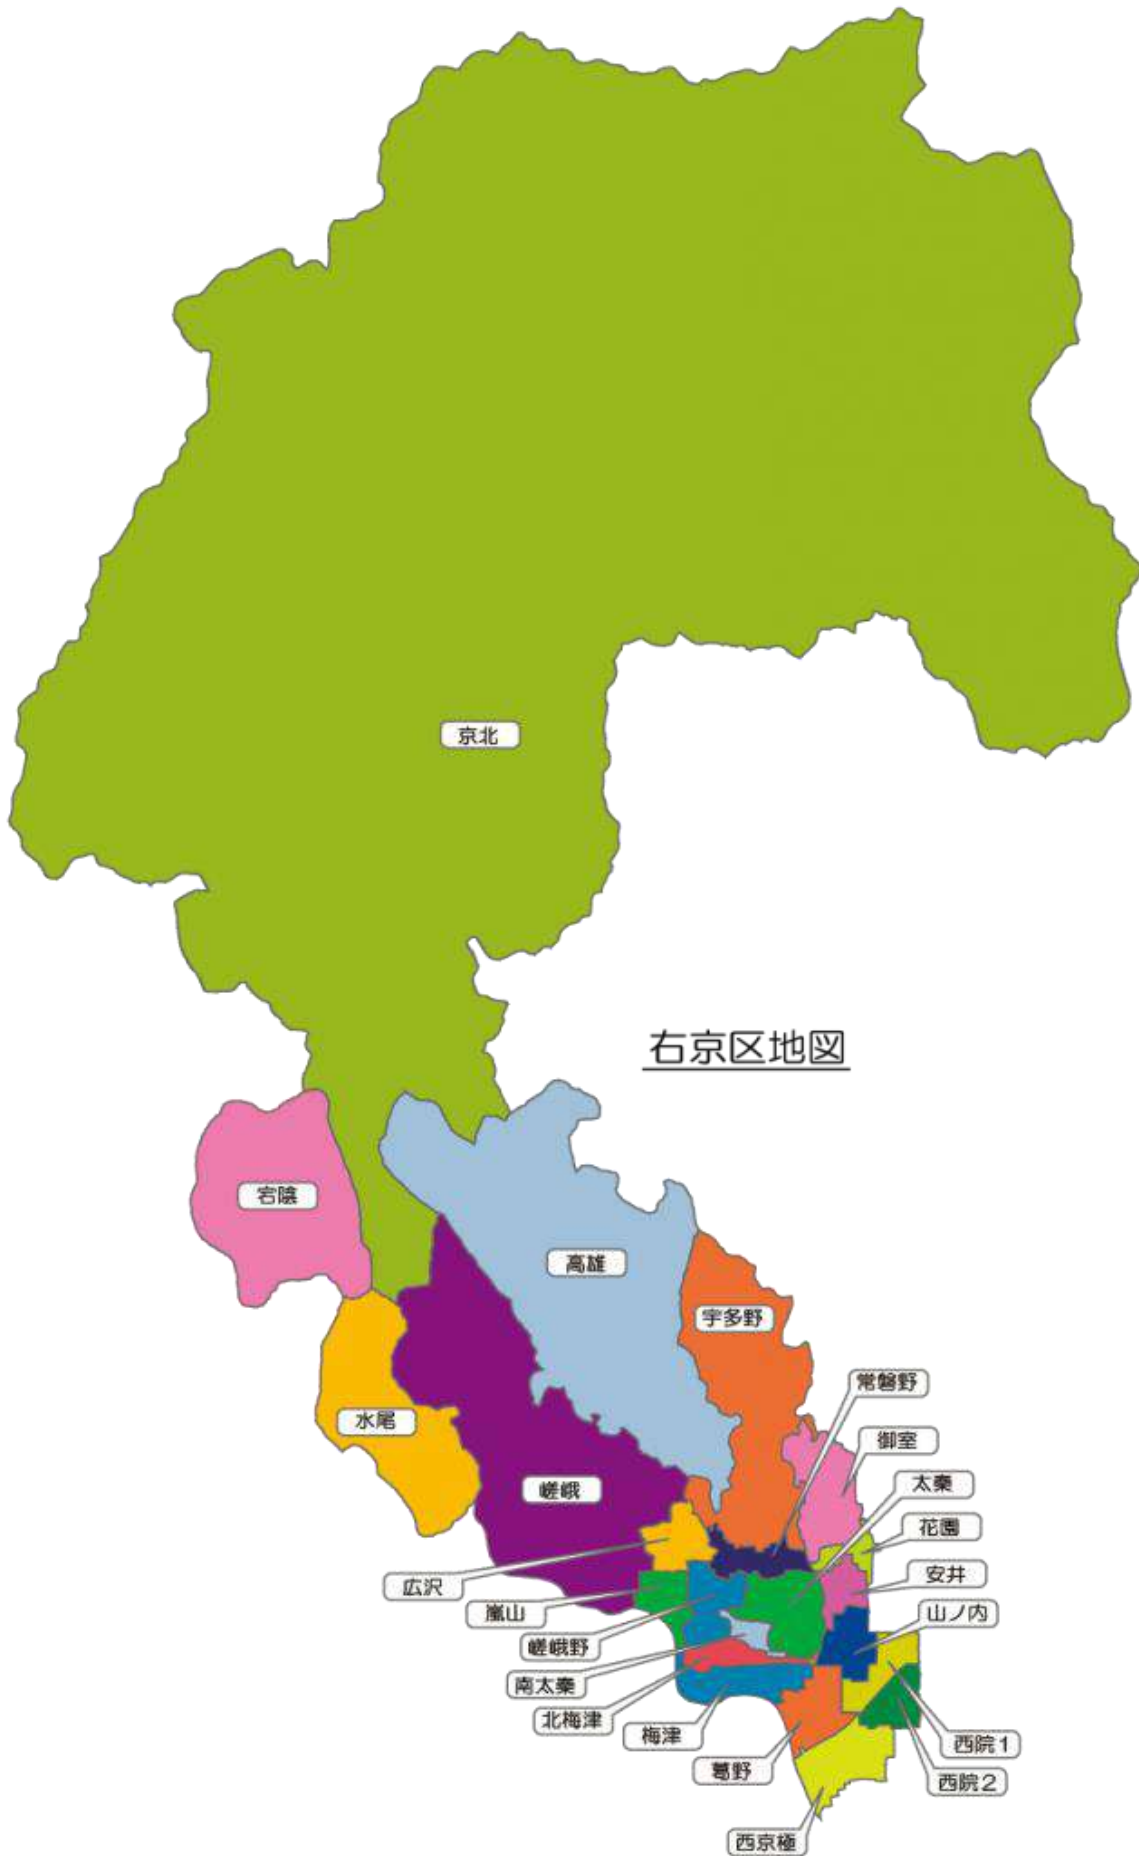 京北
右京区地図
宕陰
高雄
宇多野
常磐野
水尾
御室
太秦
嵯峨
花園
広沢
安井
嵐山
山ノ内
嵯峨野
南太秦
北梅津
梅津
西院1
葛野
西院2
西京極